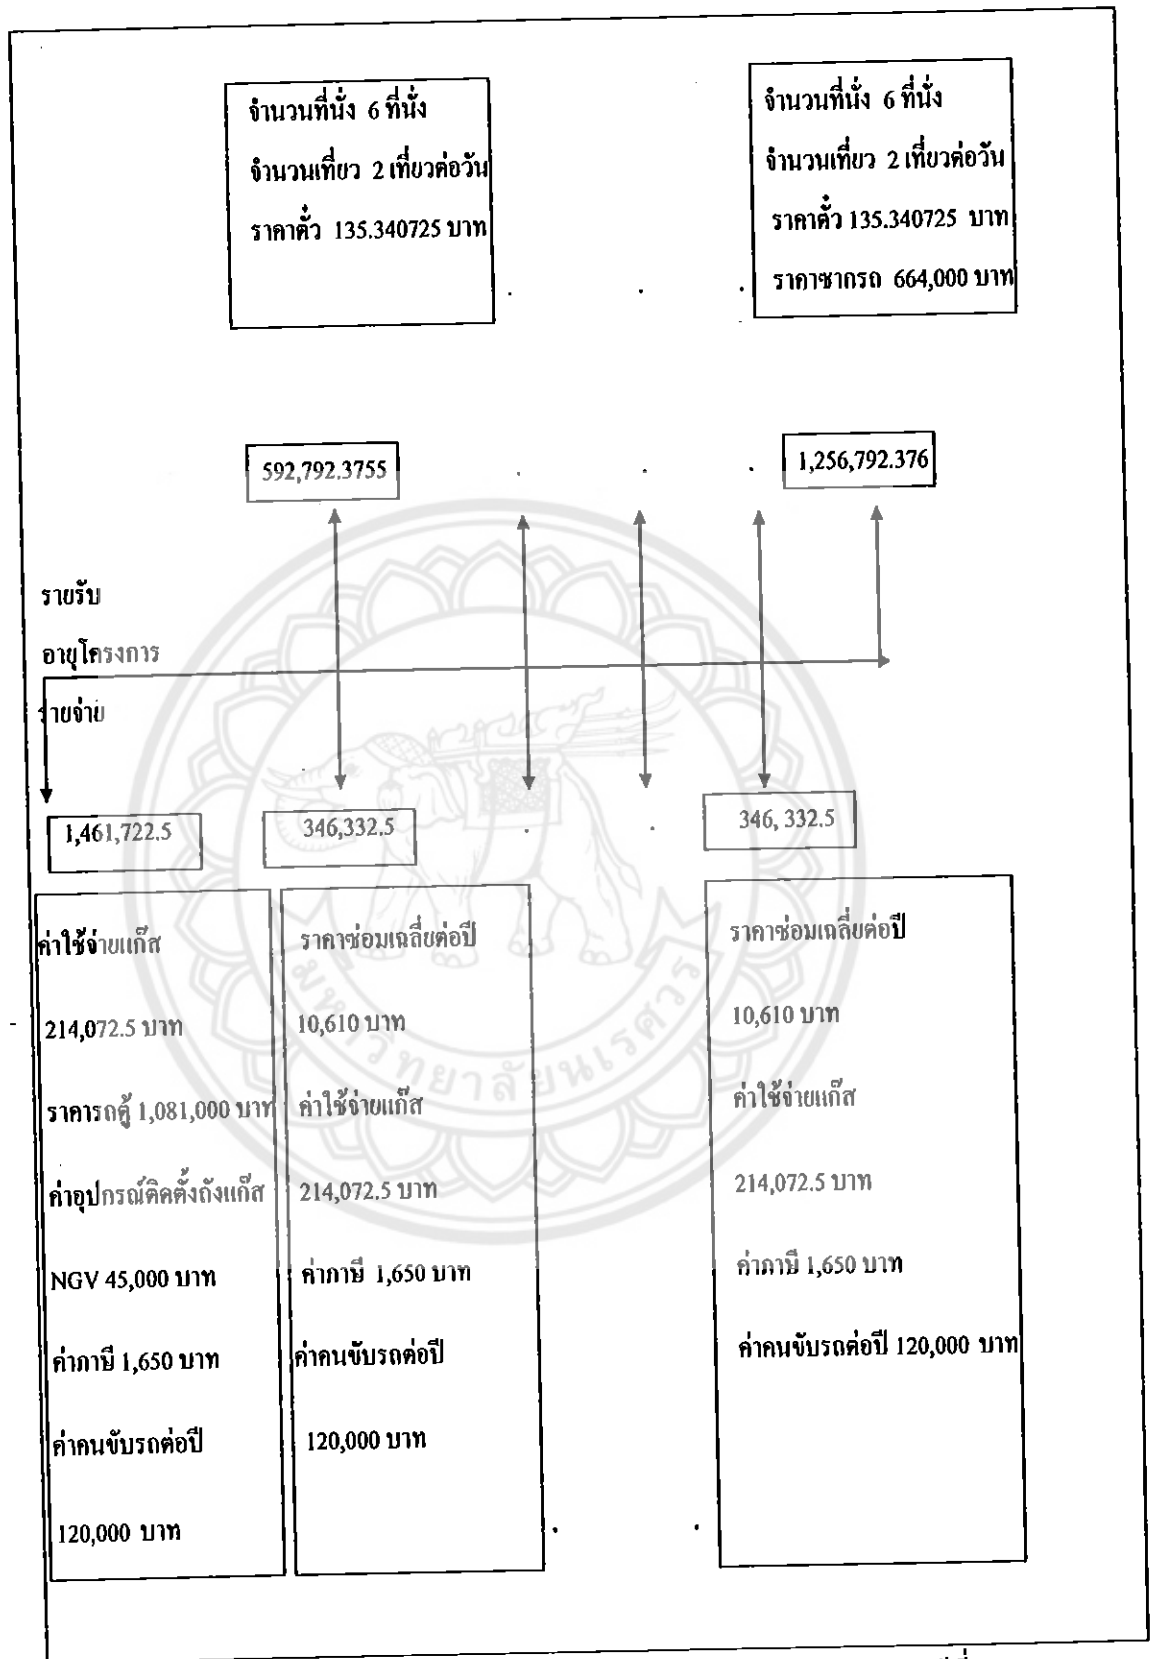 จำนวนที่นั่ง 6 ที่นั่ง
จำนวนเที่ยว 2 เที่ยวต่อวัน
ราคาตั๋ว 135.340725 บาท
จำนวนที่นั่ง 6 ที่นั่ง
จำนวนเที่ยว 2 เที่ยวต่อวัน
ราคาตั๋ว 135.340725 บาท
ราคาซากรถ 664,000 บาท
592,792.3755
1,256,792.376
รายรับ
อายุโครงการ
รายจ่าย
1,461,722.5
346,332.5
346,332.5
ค่าใช้จ่ายแก๊ส
214,072.5 บาท
ราคารถตู้ 1,081,000 บาท
ค่าอุปกรณ์ติดตั้งถังแก๊ส
NGV 45,000 บาท
ค่าภาษี 1,650 บาท
ค่าคนขับรถต่อปี
120,000 บาท
ราคาซ่อมเฉลี่ยต่อปี
10,610 บาท
ค่าใช้จ่ายแก๊ส
214,072.5 บาท
ค่าภาษี 1,650 บาท
ค่าคนขับรถต่อปี
120,000 บาท
ราคาซ่อมเฉลี่ยต่อปี
10,610 บาท
ค่าใช้จ่ายแก๊ส
214,072.5 บาท
ค่าภาษี 1,650 บาท
ค่าคนขับรถต่อปี 120,000 บาท
มหาวิทยาลัยนเรศวร